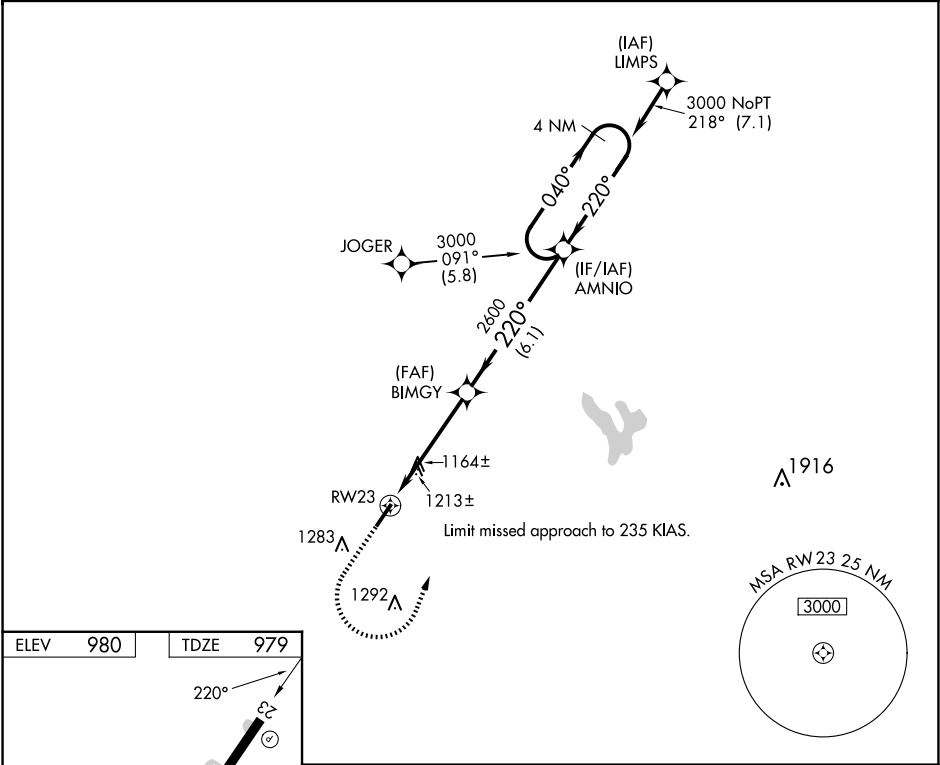 (IAF)
LIMPS
3000 NoPT
218° (7.1)
4 NM
040°
220°
JOGER
3000
091°
(5.8)
(IF/IAF)
AMNIO
2600
220°
(6.1)
(FAF)
BIMGY
1164±
1213±
RW23
1916
Limit missed approach to 235 KIAS.
1283
1292
MSA RW23 25 NM
3000
ELEV 980
TDZE 979
220°
23
P